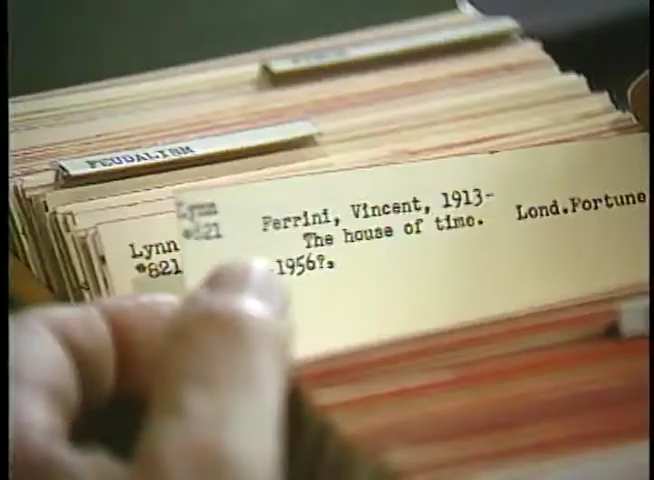 FEUDALISM
Lynn
#821
Lynn
#821
Ferrini, Vincent, 1913-
The house of time. Lond.Fortune
1956?.